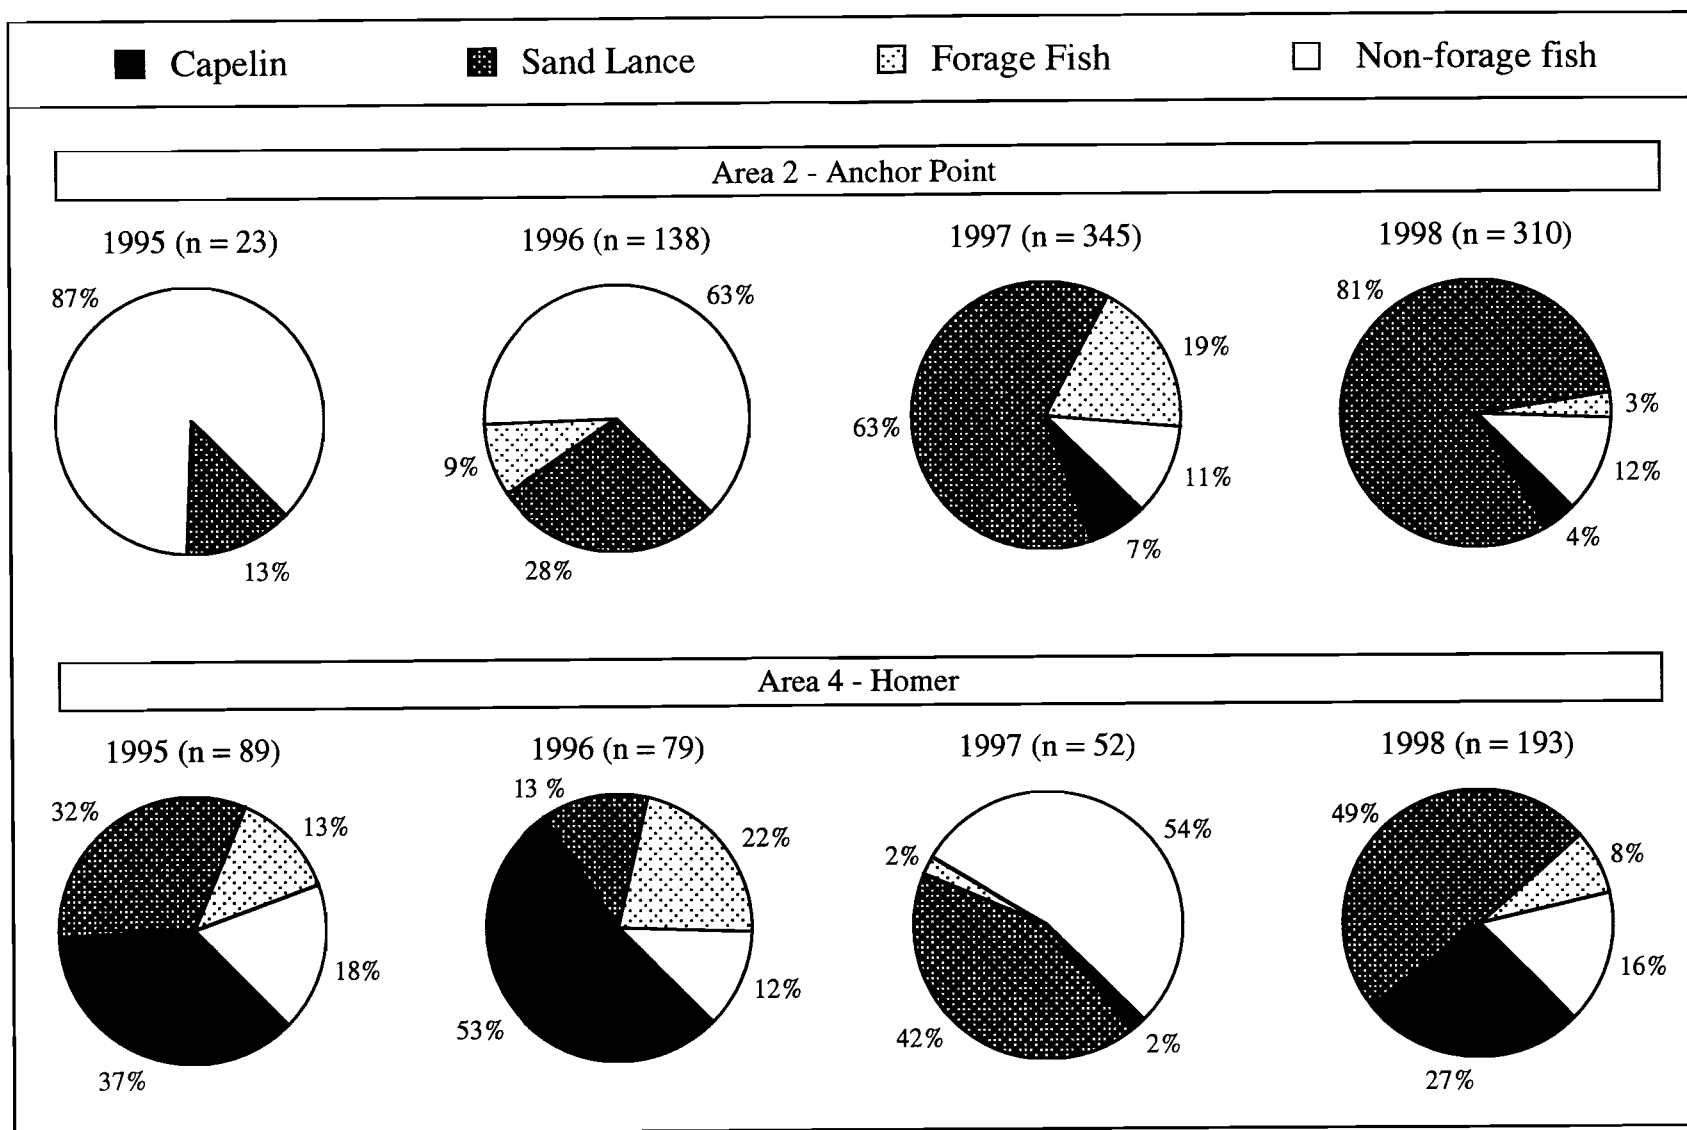 Capelin Sand Lance Forage Fish Non-forage fish
Area 2 - Anchor Point
1995 (n = 23) 1996 (n = 138) 1997 (n = 345) 1998 (n = 310)
87% 63% 81%
19%
3%
63%
9% 11% 12%
13% 28% 7% 4%
Area 4 - Homer
1995 (n = 89) 1996 (n = 79) 1997 (n = 52) 1998 (n = 193)
32% 13% 13 % 22% 2% 54% 49% 8%
18% 12% 16%
53% 42% 2%
37% 27%